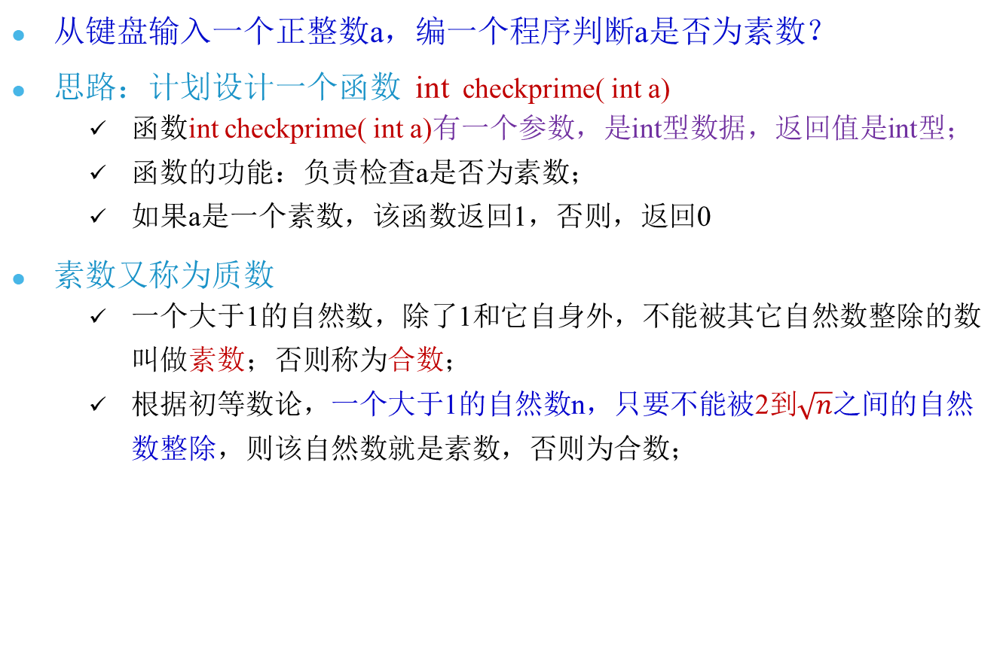 从键盘输入一个正整数a，编一个程序判断a是否为素数？
思路：计划设计一个函数 int checkprime( int a)
函数int checkprime( int a)有一个参数，是int型数据，返回值是int型；
函数的功能：负责检查a是否为素数；
如果a是一个素数，该函数返回1，否则，返回0
素数又称为质数
一个大于1的自然数，除了1和它自身外，不能被其它自然数整除的数
叫做素数；否则称为合数；
根据初等数论，一个大于1的自然数n，只要不能被2到√n之间的自然
数整除，则该自然数就是素数，否则为合数；